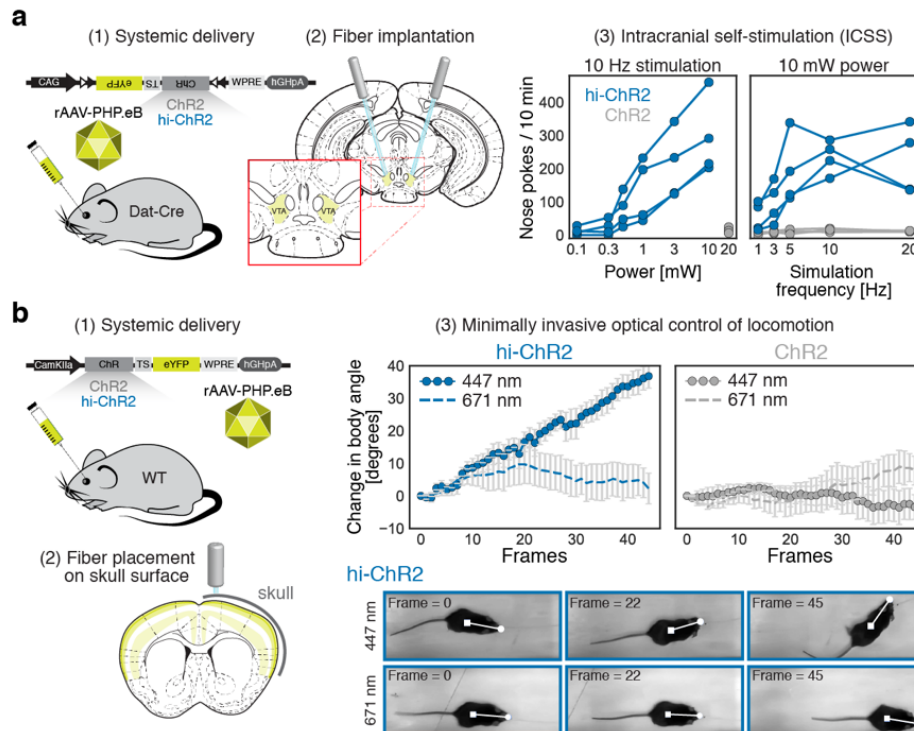 a
(1) Systemic delivery
(2) Fiber implantation
(3) Intracranial self-stimulation (ICSS)
CAG
eYFP
TS
ChR
WPRE
hGHpA
ChR2
hi-ChR2
rAAV-PHP.eB
Dat-Cre
VTA
VTA
10 Hz stimulation
10 mW power
hi-ChR2
ChR2
Nose pokes / 10 min
400
300
200
100
0
0.1 0.3 1 3 10 20
Power [mW]
1 3 5 10 20
Simulation
frequency [Hz]
b
(1) Systemic delivery
CamKIIa
ChR
TS
eYFP
WPRE
hGHpA
ChR2
hi-ChR2
rAAV-PHP.eB
WT
(2) Fiber placement
on skull surface
skull
(3) Minimally invasive optical control of locomotion
hi-ChR2
ChR2
447 nm
671 nm
447 nm
671 nm
Change in body angle
[degrees]
40
30
20
10
0
−10
0 10 20 30 40
Frames
0 10 20 30 40
Frames
hi-ChR2
447 nm
Frame = 0
Frame = 22
Frame = 45
671 nm
Frame = 0
Frame = 22
Frame = 45